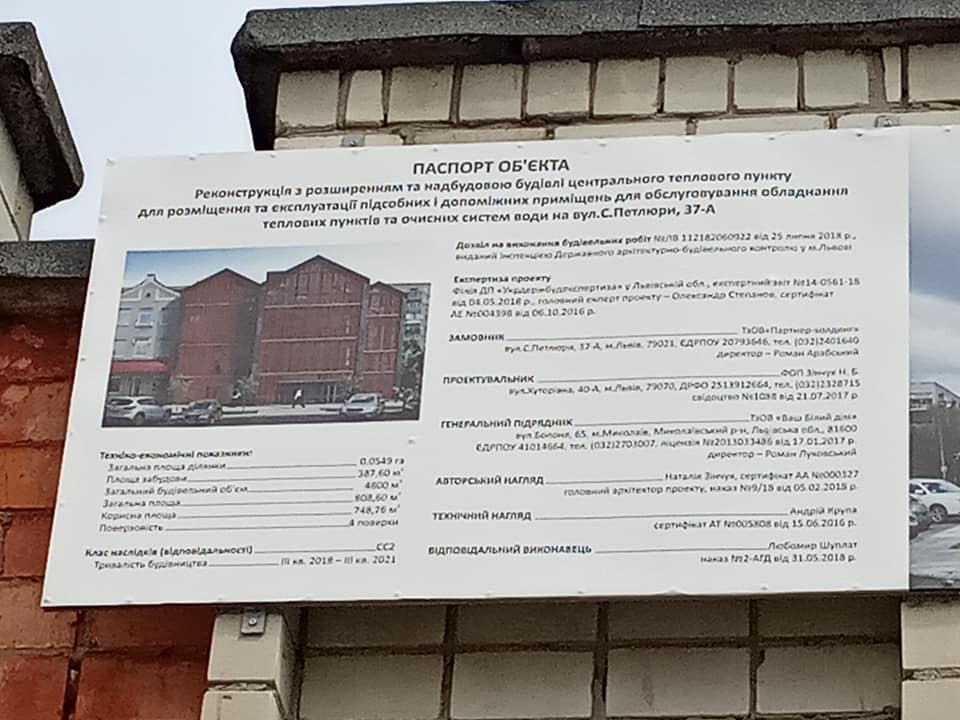 ПАСПОРТ ОБ'ЄКТА
Реконструкція з розширенням та надбудовою будівлі центрального теплового пункту
для розміщення та експлуатації підсобних і допоміжних приміщень для обслуговування обладнання
теплових пунктів та очисних систем води на вул.С.Петлюри, 37-А
Техніко-економічні показники:
Загальна площа ділянки 0,0549 га
Площа забудови 387,60 м²
Загальний будівельний об'єм 4800 м³
Загальна площа 808,60 м²
Корисна площа 748,76 м²
Поверховість 4 поверхи
Клас наслідків (відповідальності) СС2
Тривалість будівництва ІІІ кв. 2018 – ІІІ кв. 2021
Дозвіл на виконання будівельних робіт №ЛВ 112182060922 від 25 липня 2018 р.,
виданий Інспекцією Державного архітектурно-будівельного контролю у м.Львові
Експертиза проекту
Філія ДП «Укрдержбудекспертиза» у Львівській обл., експертний звіт №14-0561-18
від 04.05.2018 р., головний експерт проекту – Олександр Степанов, сертифікат
АЕ №004398 від 06.10.2016 р.
ЗАМОВНИК ТзОВ«Партнер-холдинг»
вул.С.Петлюри, 37-А, м.Львів, 79021, ЄДРПОУ 20793646, тел. (032)2401640
директор – Роман Арабський
ПРОЕКТУВАЛЬНИК ФОП Зінчук Н. Б.
вул.Хуторівка, 40-А, м.Львів, 79070, ДРФО 2513912664, тел. (032)2328715
свідоцтво №1038 від 21.07.2017 р.
ГЕНЕРАЛЬНИЙ ПІДРЯДНИК ТзОВ «Ваш Білий дім»
вул.Болоня, 65, м.Миколаїв, Миколаївський р-н, Львівська обл., 81600
ЄДРПОУ 41014664, тел. (032)2703007, ліцензія №2013033486 від 17.01.2017 р.
директор – Роман Луковський
АВТОРСЬКИЙ НАГЛЯД Наталія Зінчук, сертифікат АА №000327
головний архітектор проекту, наказ №9/18 від 05.02.2018 р.
ТЕХНІЧНИЙ НАГЛЯД Андрій Крупа
сертифікат АТ №005808 від 15.06.2016 р.
ВІДПОВІДАЛЬНИЙ ВИКОНАВЕЦЬ Любомир Шуплат
наказ №2-АГД від 31.05.2018 р.